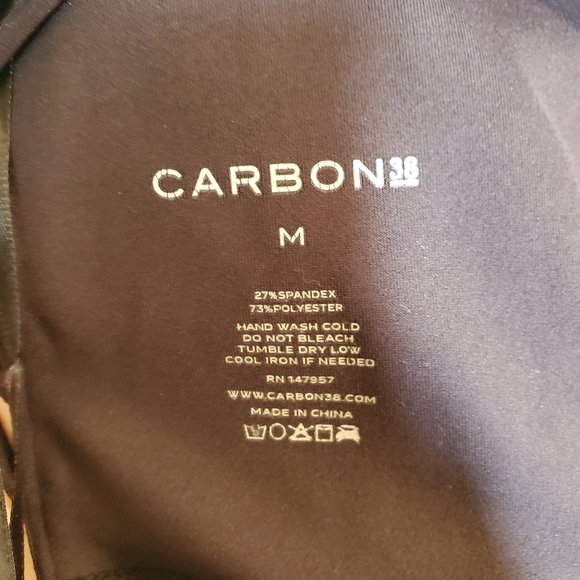 CARBON38
M
27%SPANDEX
73%POLYESTER
HAND WASH COLD
DO NOT BLEACH
TUMBLE DRY LOW
COOL IRON IF NEEDED
RN 147957
WWW.CARBON38.COM
MADE IN CHINA